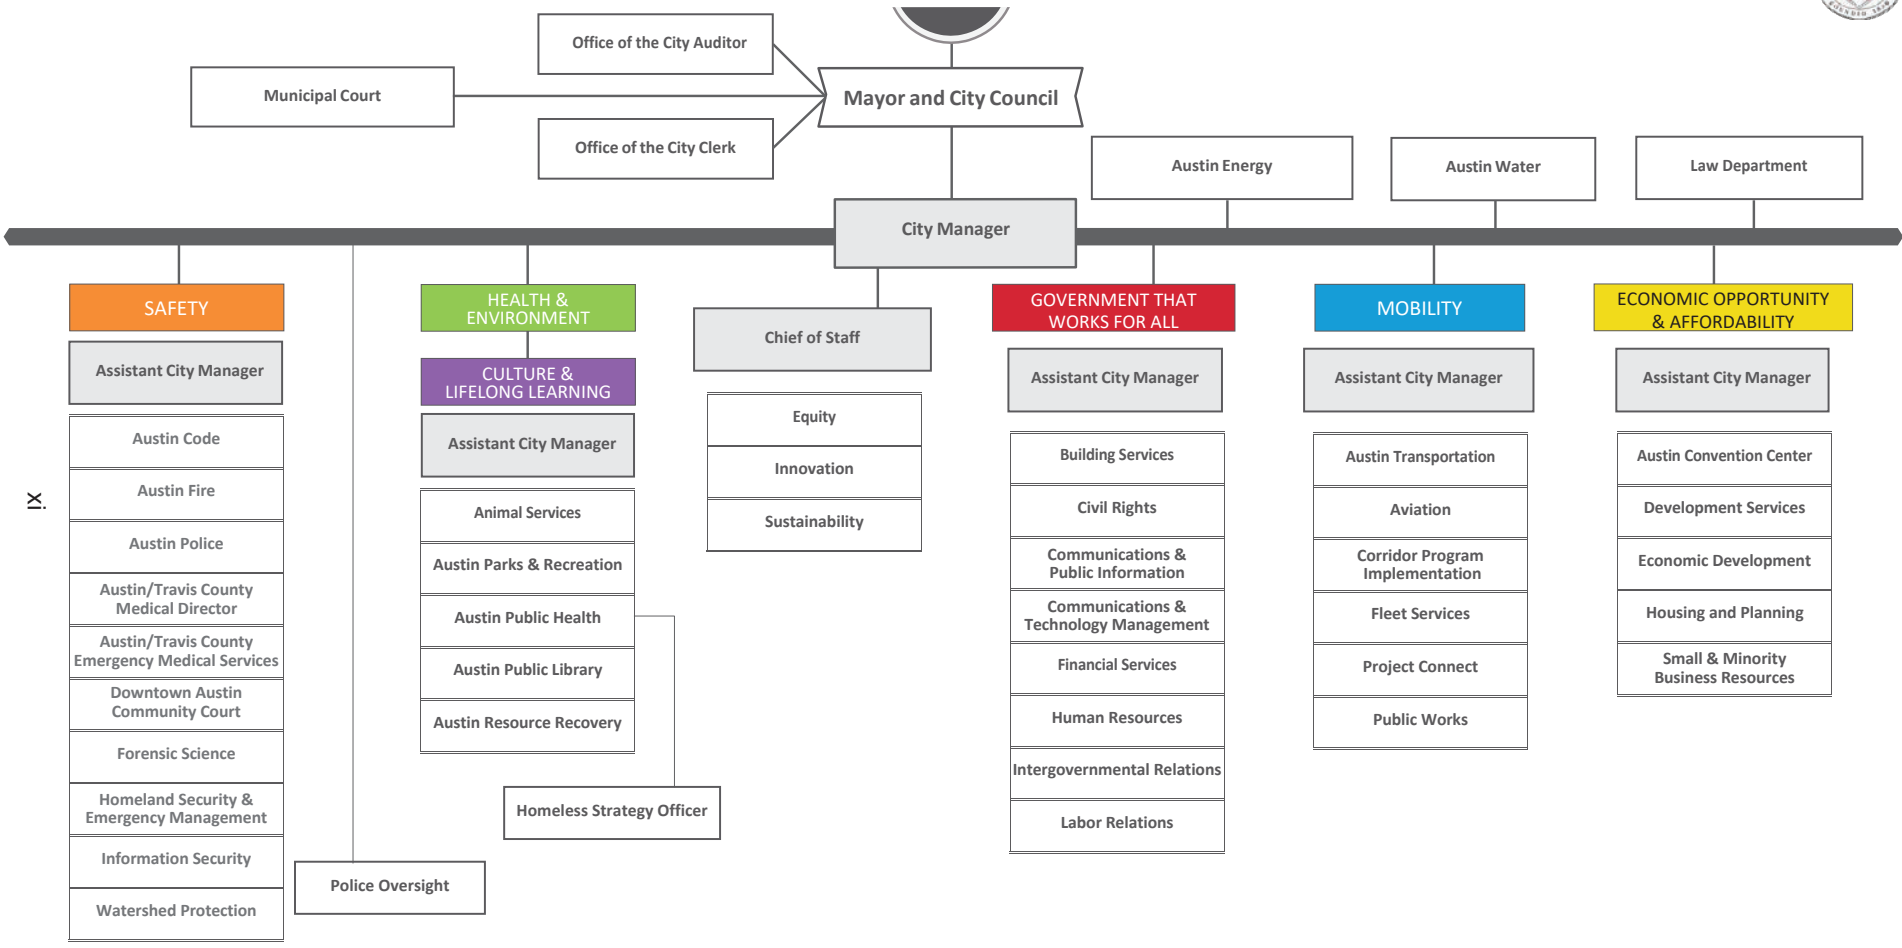 FOUNDED 1839
Office of the City Auditor
Municipal Court
Mayor and City Council
Office of the City Clerk
Austin Energy
Austin Water
Law Department
City Manager
SAFETY
Assistant City Manager
Austin Code
Austin Fire
Austin Police
Austin/Travis County
Medical Director
Austin/Travis County
Emergency Medical Services
Downtown Austin
Community Court
Forensic Science
Homeland Security &
Emergency Management
Information Security
Watershed Protection
Police Oversight
HEALTH &
ENVIRONMENT
CULTURE &
LIFELONG LEARNING
Assistant City Manager
Animal Services
Austin Parks & Recreation
Austin Public Health
Austin Public Library
Austin Resource Recovery
Homeless Strategy Officer
Chief of Staff
Equity
Innovation
Sustainability
GOVERNMENT THAT
WORKS FOR ALL
Assistant City Manager
Building Services
Civil Rights
Communications &
Public Information
Communications &
Technology Management
Financial Services
Human Resources
Intergovernmental Relations
Labor Relations
MOBILITY
Assistant City Manager
Austin Transportation
Aviation
Corridor Program
Implementation
Fleet Services
Project Connect
Public Works
ECONOMIC OPPORTUNITY
& AFFORDABILITY
Assistant City Manager
Austin Convention Center
Development Services
Economic Development
Housing and Planning
Small & Minority
Business Resources
xi